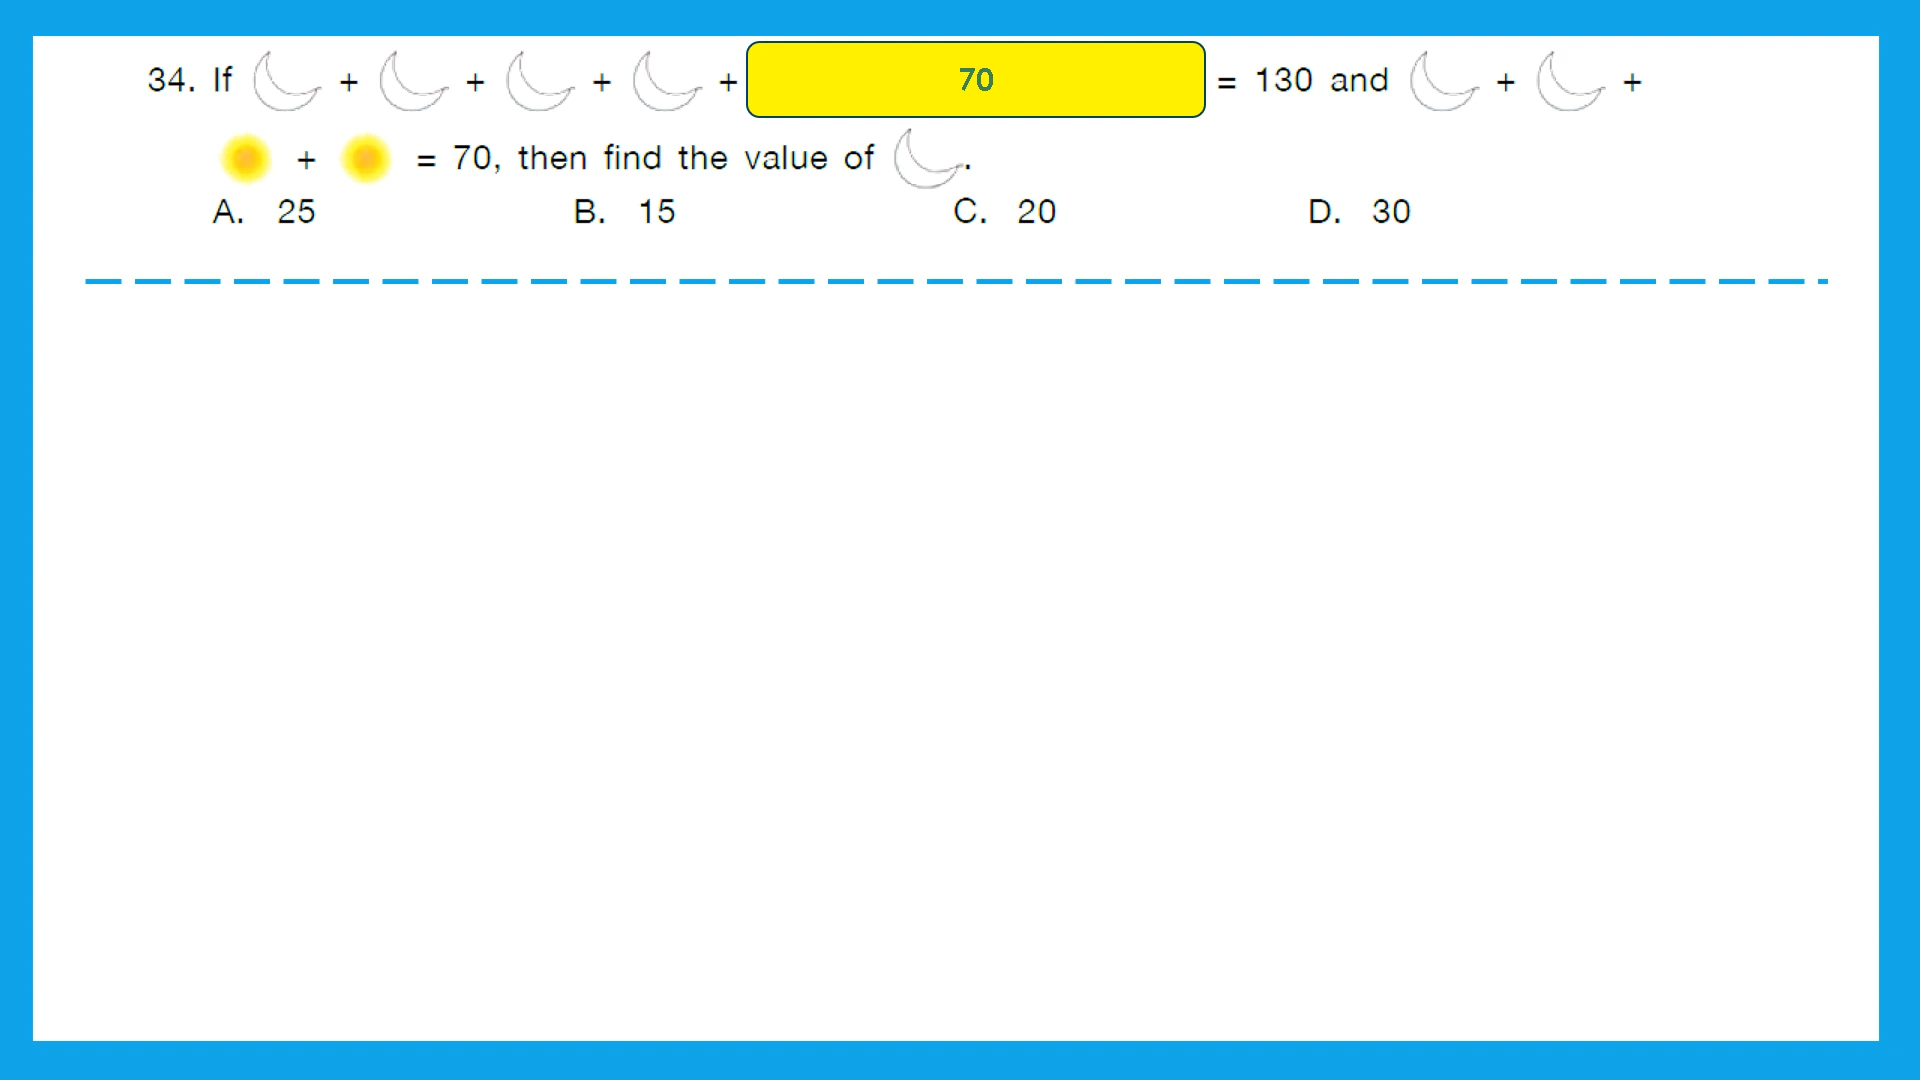 34. If + + + + 70 = 130 and + +
+ = 70, then find the value of .
A. 25 B. 15 C. 20 D. 30